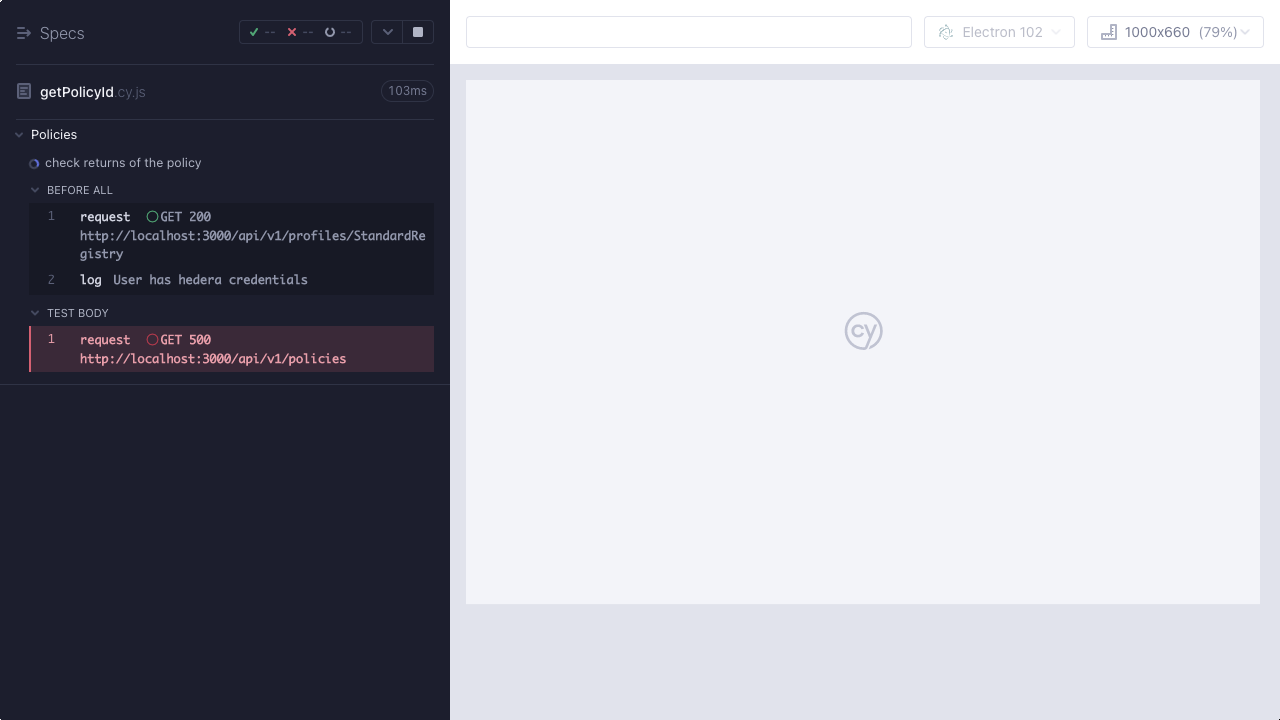 Specs
--
--
--
Electron 102
1000x660 (79%)
getPolicyId.cy.js
103ms
Policies
check returns of the policy
BEFORE ALL
1 request GET 200
http://localhost:3000/api/v1/profiles/StandardRe
gistry
2 log User has hedera credentials
TEST BODY
1 request GET 500
http://localhost:3000/api/v1/policies
cy